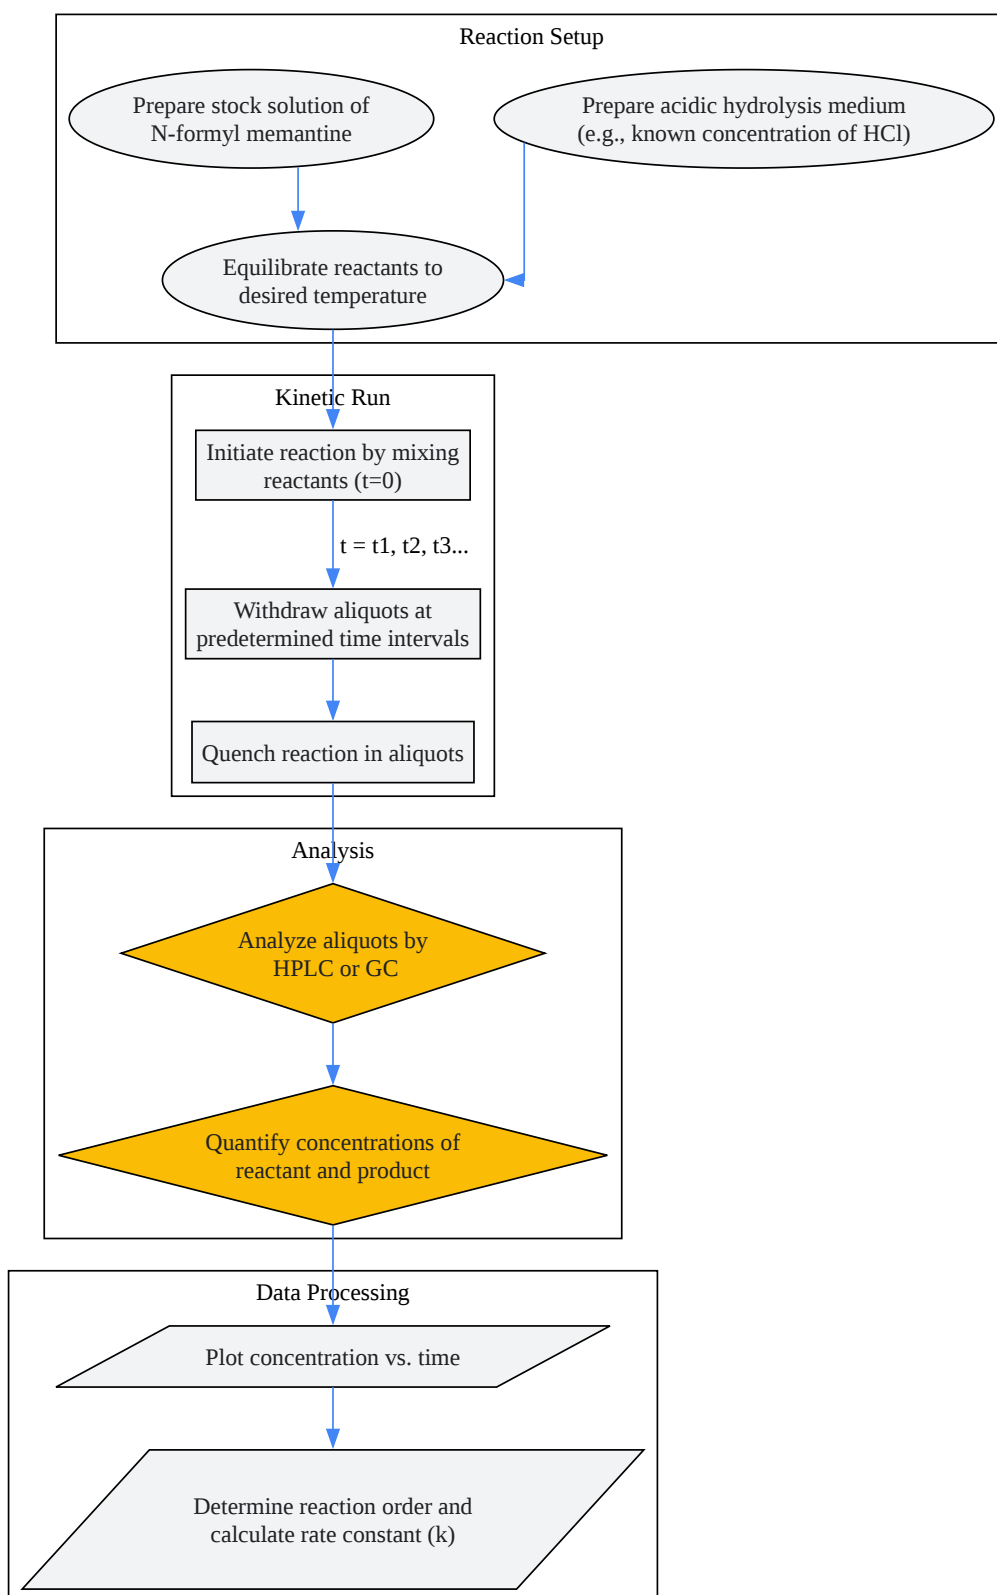 Reaction Setup
Prepare stock solution of
N-formyl memantine
Prepare acidic hydrolysis medium
(e.g., known concentration of HCl)
Equilibrate reactants to
desired temperature
Kinetic Run
Initiate reaction by mixing
reactants (t=0)
t = t1, t2, t3...
Withdraw aliquots at
predetermined time intervals
Quench reaction in aliquots
Analysis
Analyze aliquots by
HPLC or GC
Quantify concentrations of
reactant and product
Data Processing
Plot concentration vs. time
Determine reaction order and
calculate rate constant (k)